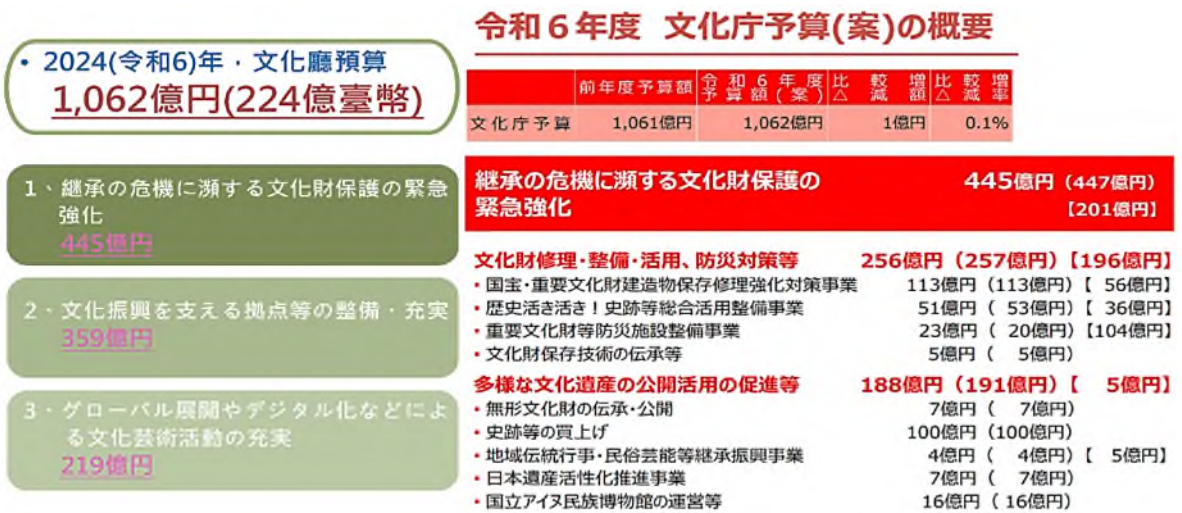 • 2024(令和6)年・文化廳預算
1,062億円(224億臺幣)
1、継承の危機に瀕する文化財保護の緊急
強化
445億円
2、文化振興を支える拠点等の整備・充実
359億円
3、グローバル展開やデジタル化などによ
る文化芸術活動の充実
219億円
令和6年度 文化庁予算(案)の概要
前年度予算額 令和6年度予算額(案) 比較増△減額 比較増△減率
文化庁予算 1,061億円 1,062億円 1億円 0.1%
継承の危機に瀕する文化財保護の 445億円 (447億円)
緊急強化 【201億円】
文化財修理・整備・活用、防災対策等 256億円 (257億円)【196億円】
・国宝・重要文化財建造物保存修理強化対策事業 113億円 (113億円)【 56億円】
・歴史活き活き!史跡等総合活用整備事業 51億円 ( 53億円)【 36億円】
・重要文化財等防災施設整備事業 23億円 ( 20億円)【104億円】
・文化財保存技術の伝承等 5億円 ( 5億円)
多様な文化遺産の公開活用の促進等 188億円 (191億円)【 5億円】
・無形文化財の伝承・公開 7億円 ( 7億円)
・史跡等の買上げ 100億円 (100億円)
・地域伝統行事・民俗芸能等継承振興事業 4億円 ( 4億円)【 5億円】
・日本遺産活性化推進事業 7億円 ( 7億円)
・国立アイヌ民族博物館の運営等 16億円 ( 16億円)